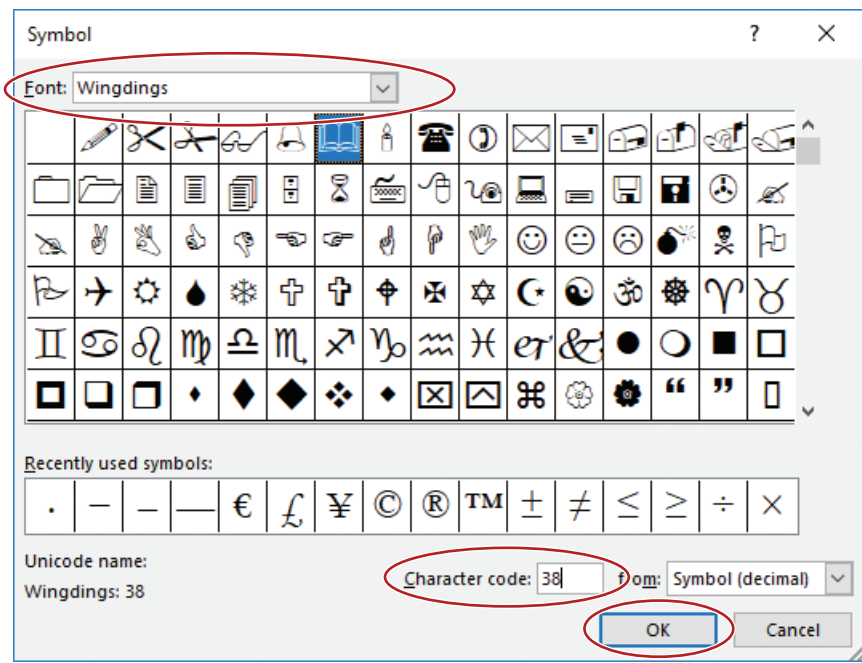 Symbol ? ×
Font: Wingdings
er &
“ ”
Recently used symbols:
. – – — € £ ¥ © ® ™ ± ≠ ≤ ≥ ÷ ×
Unicode name:
Wingdings: 38
Character code: 38 from: Symbol (decimal)
OK Cancel